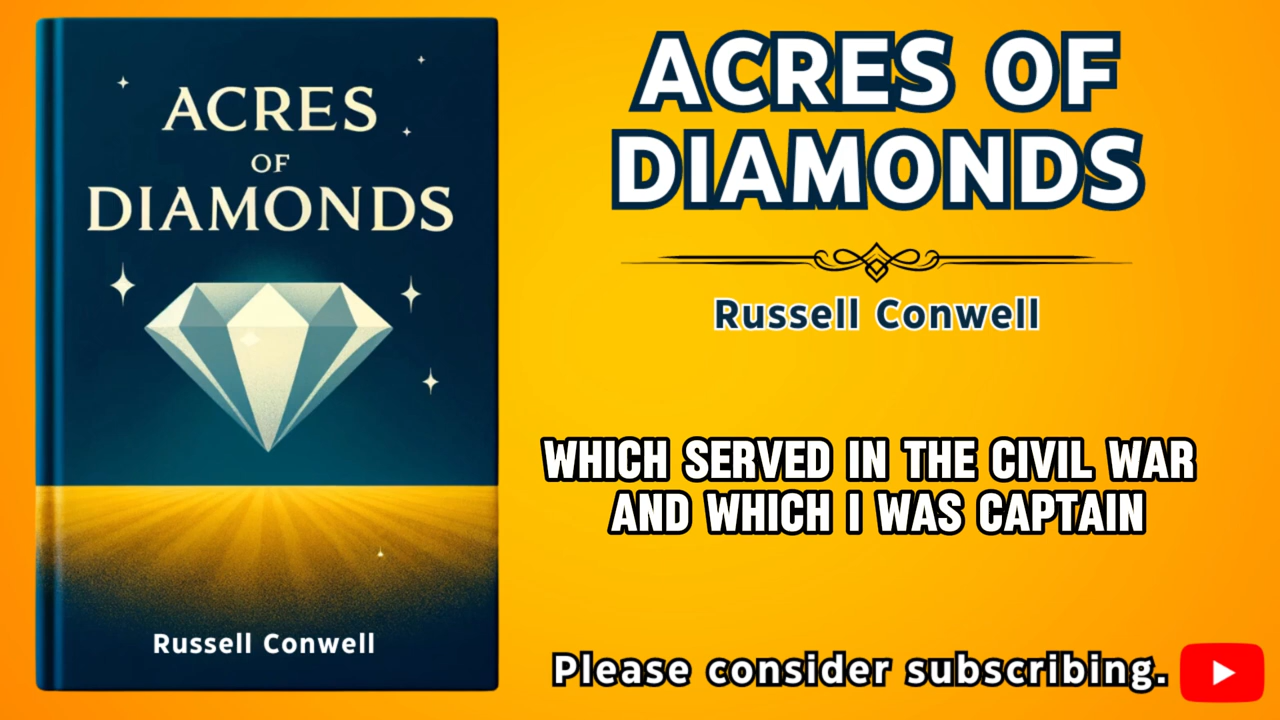 ACRES
OF
DIAMONDS
Russell Conwell
ACRES OF
DIAMONDS
Russell Conwell
WHICH SERVED IN THE CIVIL WAR
AND WHICH I WAS CAPTAIN
Please consider subscribing.